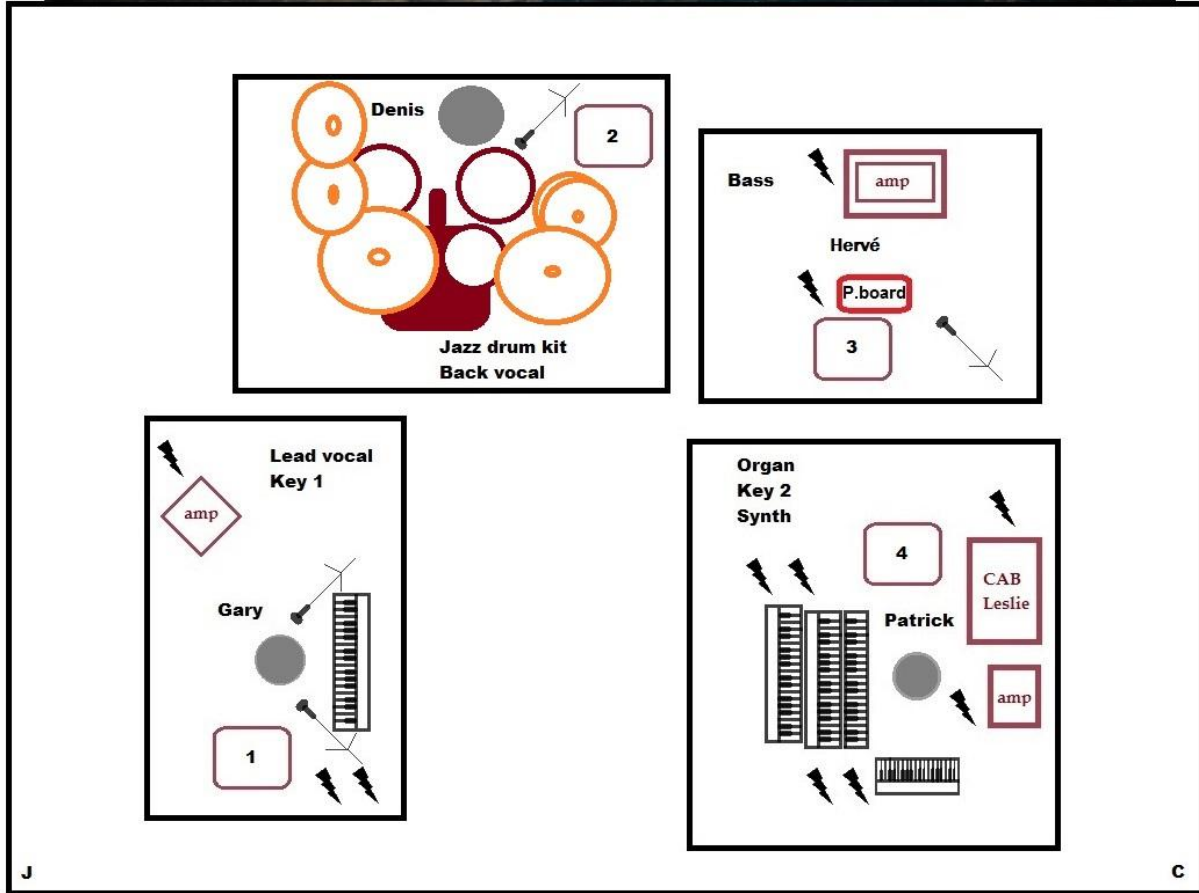 Denis
2
Jazz drum kit
Back vocal
Bass
amp
Hervé
P.board
3
Lead vocal
Key 1
amp
Gary
1
Organ
Key 2
Synth
4
CAB
Leslie
Patrick
amp
J
C